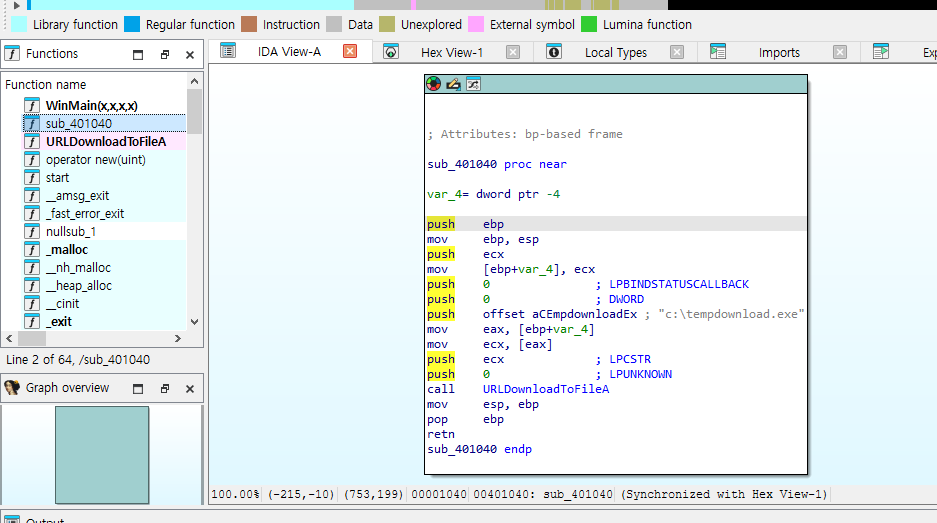 Library function Regular function Instruction Data Unexplored External symbol Lumina function
Functions
IDA View-A Hex View-1 Local Types Imports
Function name
WinMain(x,x,x,x)
sub_401040
URLDownloadToFileA
operator new(uint)
start
__amsg_exit
_fast_error_exit
nullsub_1
_malloc
__nh_malloc
__heap_alloc
__cinit
_exit
Line 2 of 64, /sub_401040
Graph overview
; Attributes: bp-based frame
sub_401040 proc near
var_4= dword ptr -4
push ebp
mov ebp, esp
push ecx
mov [ebp+var_4], ecx
push 0 ; LPBINDSTATUSCALLBACK
push 0 ; DWORD
push offset aCEmpdownloadEx ; "c:\tempdownload.exe"
mov eax, [ebp+var_4]
mov ecx, [eax]
push ecx ; LPCSTR
push 0 ; LPUNKNOWN
call URLDownloadToFileA
mov esp, ebp
pop ebp
retn
sub_401040 endp
100.00% (-215,-10) (753,199) 00001040 00401040: sub_401040 (Synchronized with Hex View-1)
Output